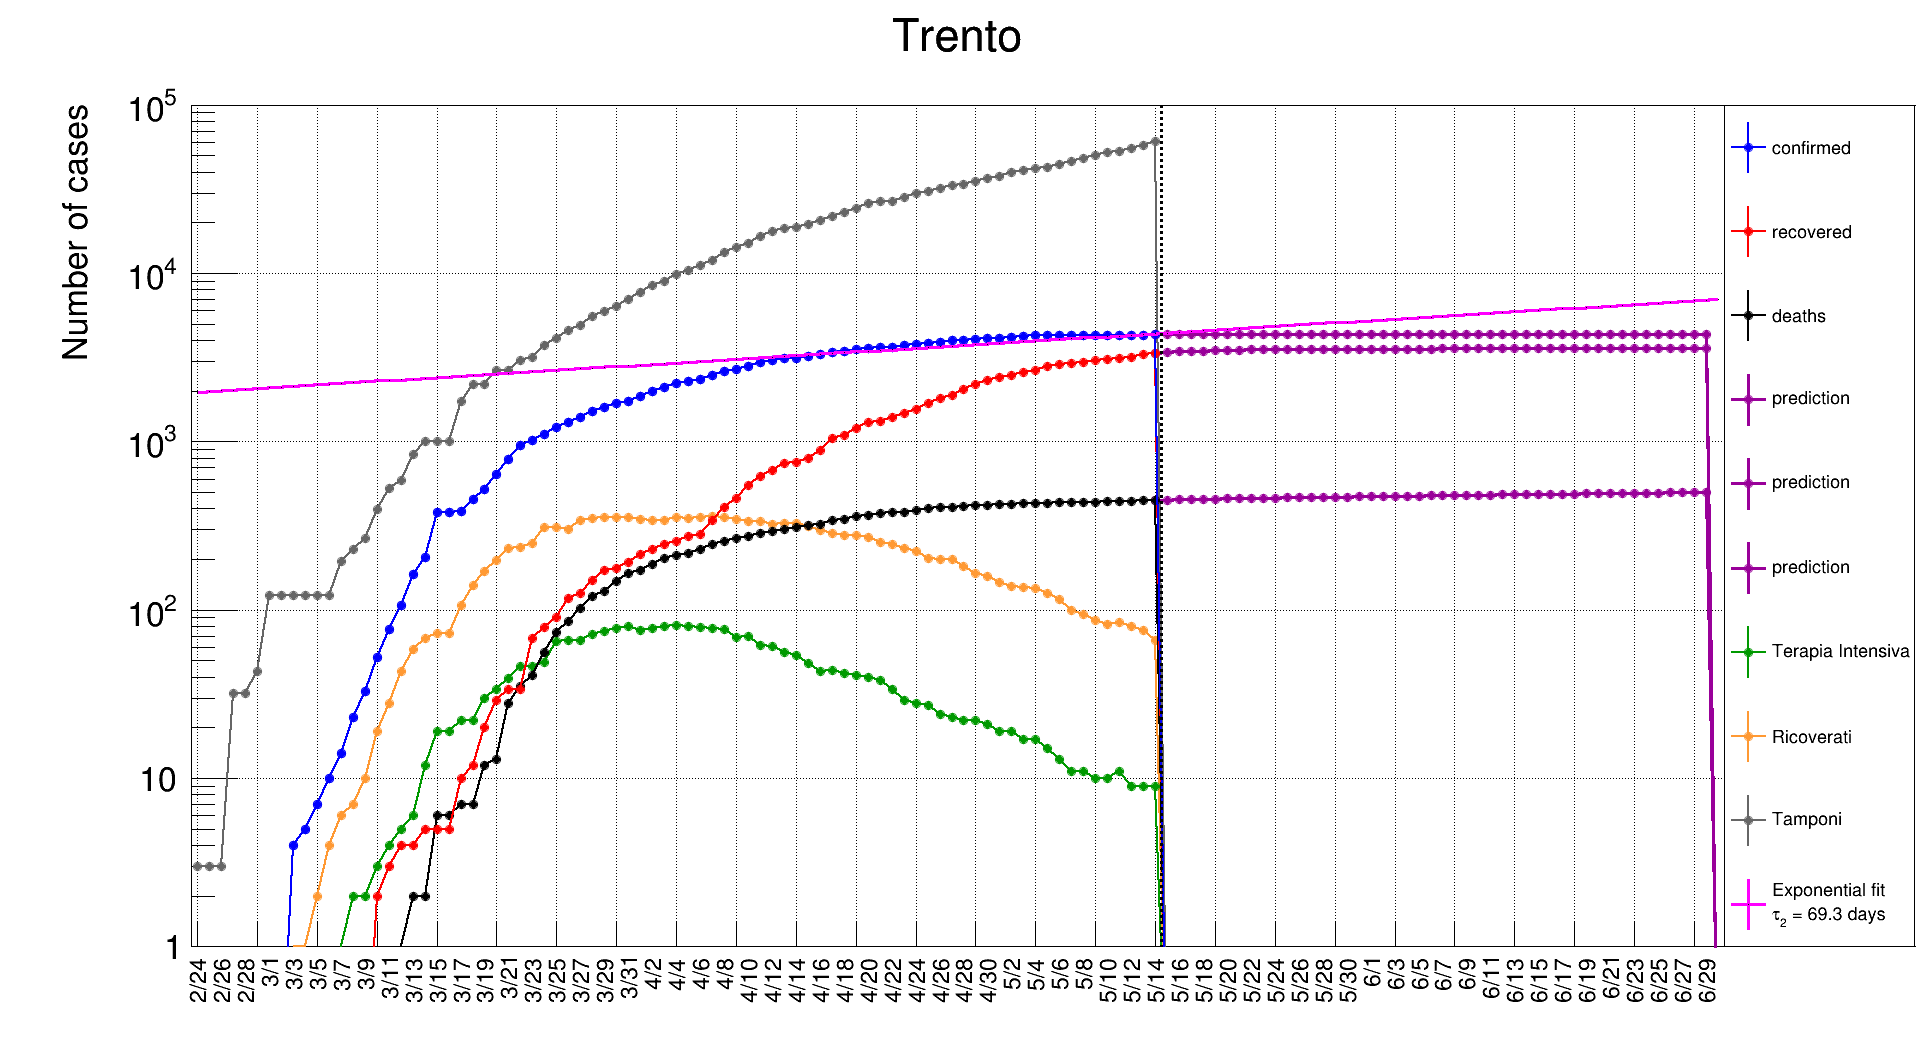 Trento
Number of cases
10^5
10^4
10^3
10^2
10
1
2/24 2/26 2/28 3/1 3/3 3/5 3/7 3/9 3/11 3/13 3/15 3/17 3/19 3/21 3/23 3/25 3/27 3/29 3/31 4/2 4/4 4/6 4/8 4/10 4/12 4/14 4/16 4/18 4/20 4/22 4/24 4/26 4/28 4/30 5/2 5/4 5/6 5/8 5/10 5/12 5/14 5/16 5/18 5/20 5/22 5/24 5/26 5/28 5/30 6/1 6/3 6/5 6/7 6/9 6/11 6/13 6/15 6/17 6/19 6/21 6/23 6/25 6/27 6/29
confirmed
recovered
deaths
prediction
prediction
prediction
Terapia Intensiva
Ricoverati
Tamponi
Exponential fit
τ₂ = 69.3 days